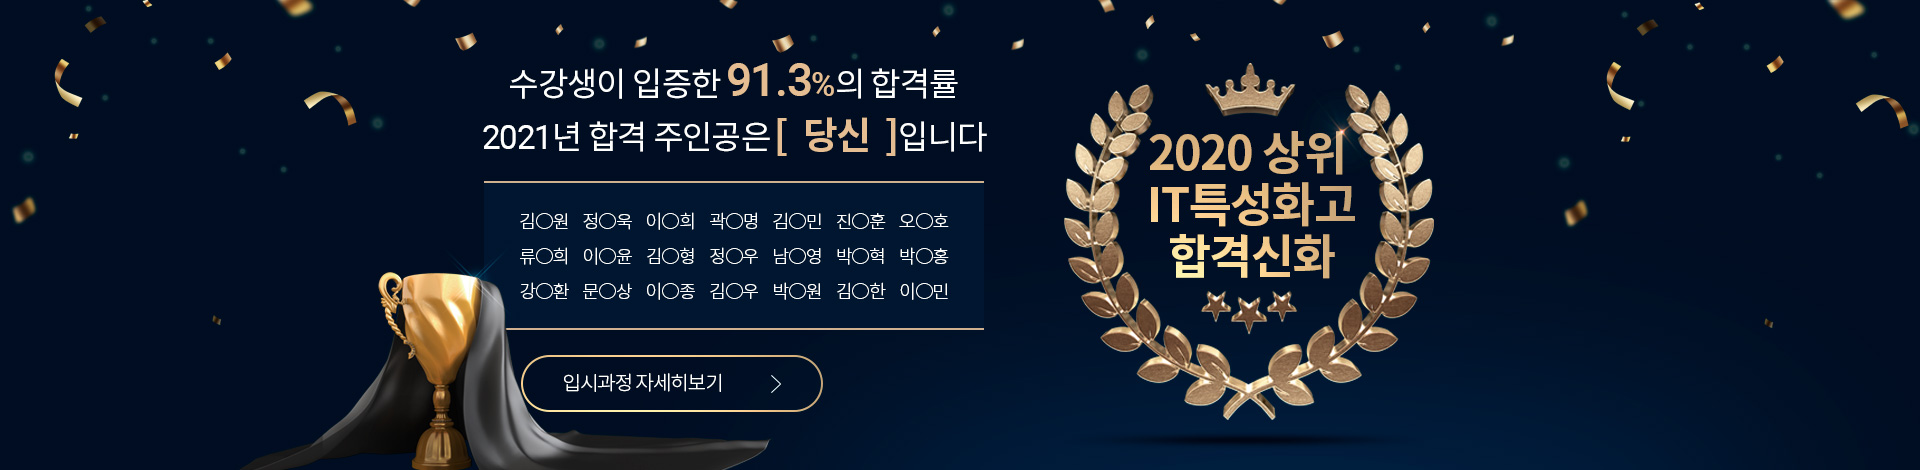 수강생이 입증한 91.3%의 합격률
2021년 합격 주인공은 [ 당신 ]입니다
김○원 정○욱 이○희 곽○명 김○민 진○훈 오○호
류○희 이○윤 김○형 정○우 남○영 박○혁 박○홍
강○환 문○상 이○종 김○우 박○원 김○한 이○민
입시과정 자세히보기
2020 상위
IT특성화고
합격신화